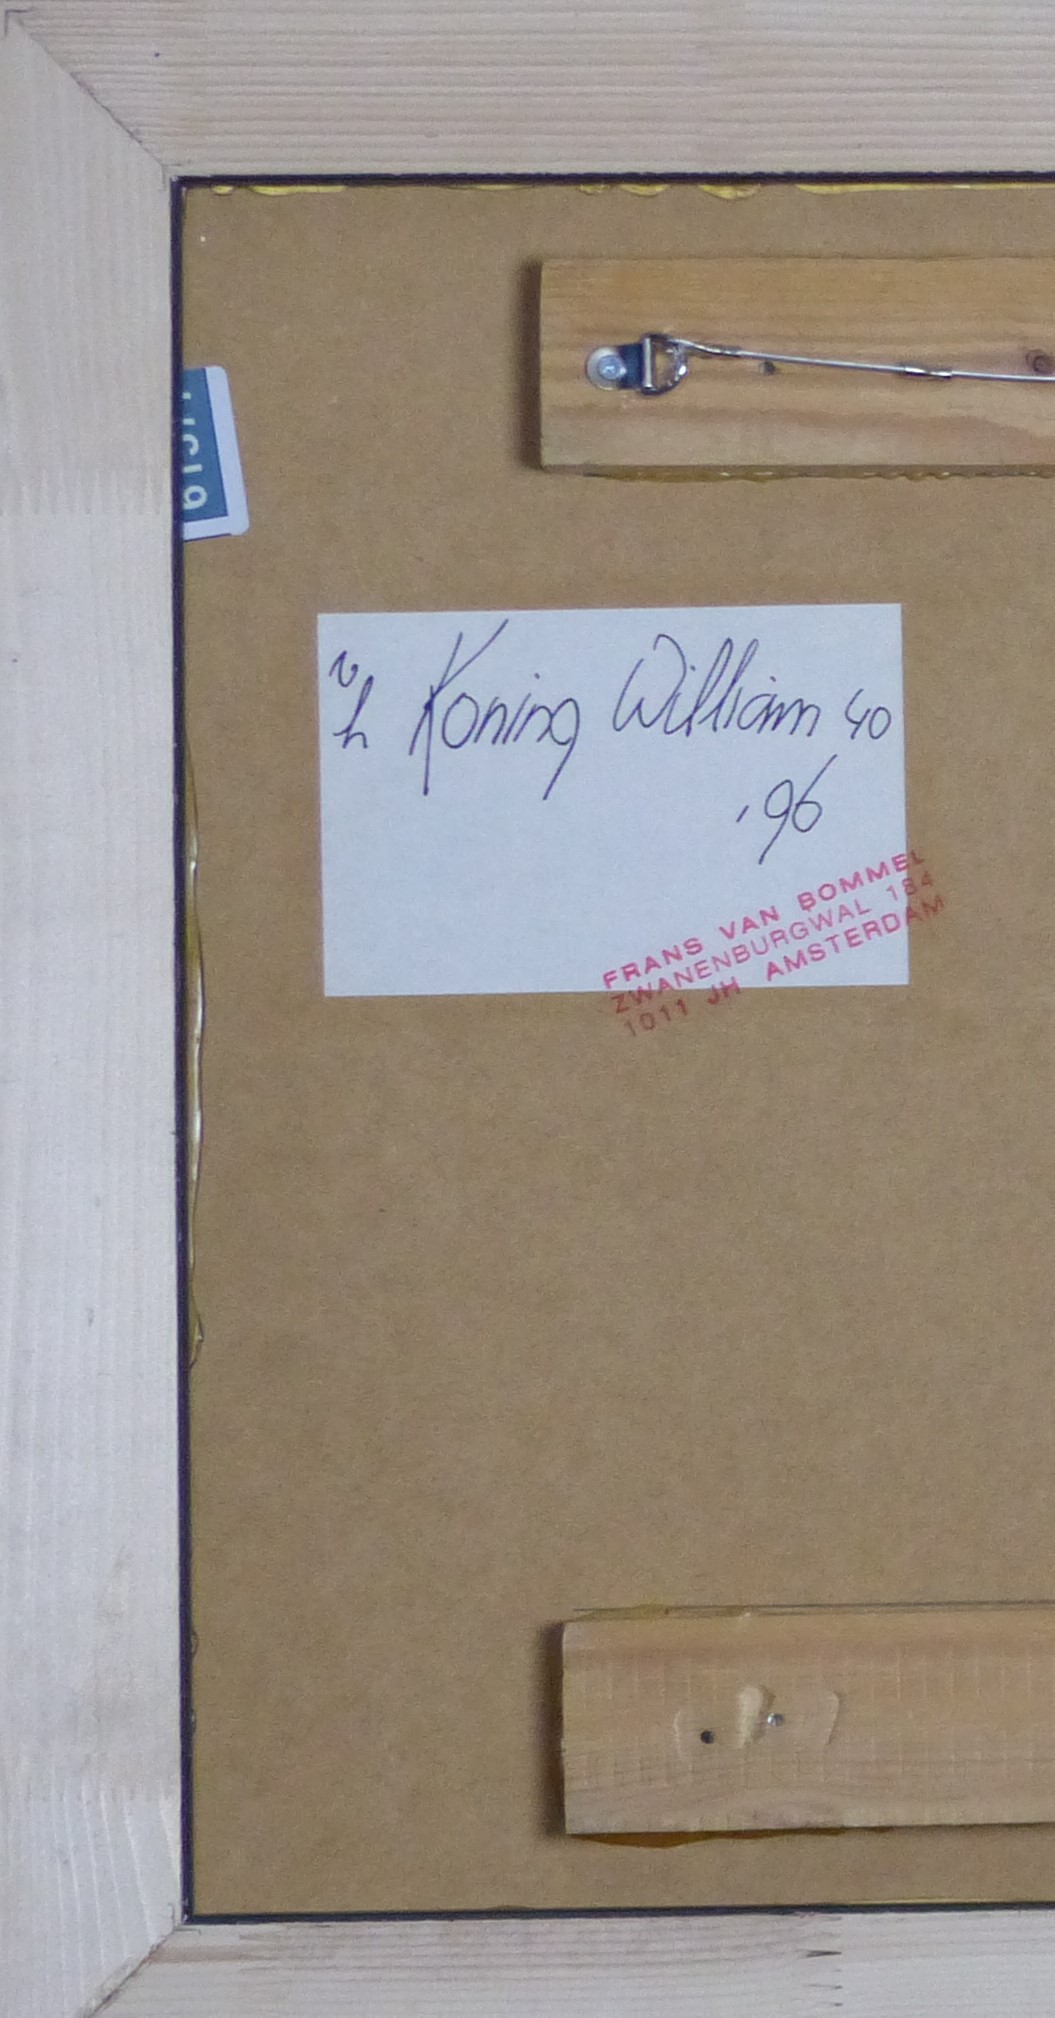 Koning William 40
'96
FRANS VAN BOMMEL
ZWANENBURGWAL 184
1011 JH AMSTERDAM